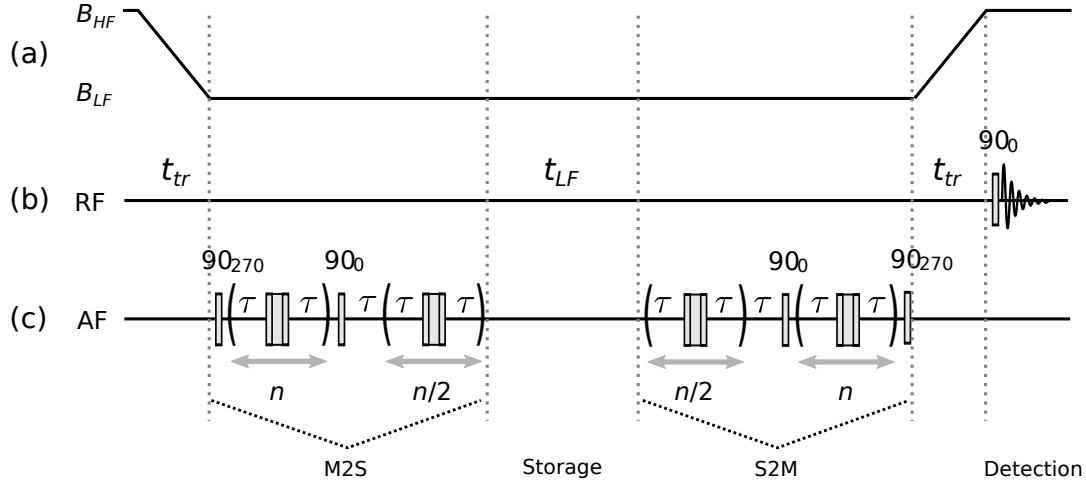 (a) B_HF
B_LF
90_0
t_tr t_LF t_tr
(b) RF
90_270 90_0 90_0 90_270
(c) AF ( τ τ ) τ ( τ τ ) ( τ τ ) τ ( τ τ )
n n/2 n/2 n
M2S Storage S2M Detection